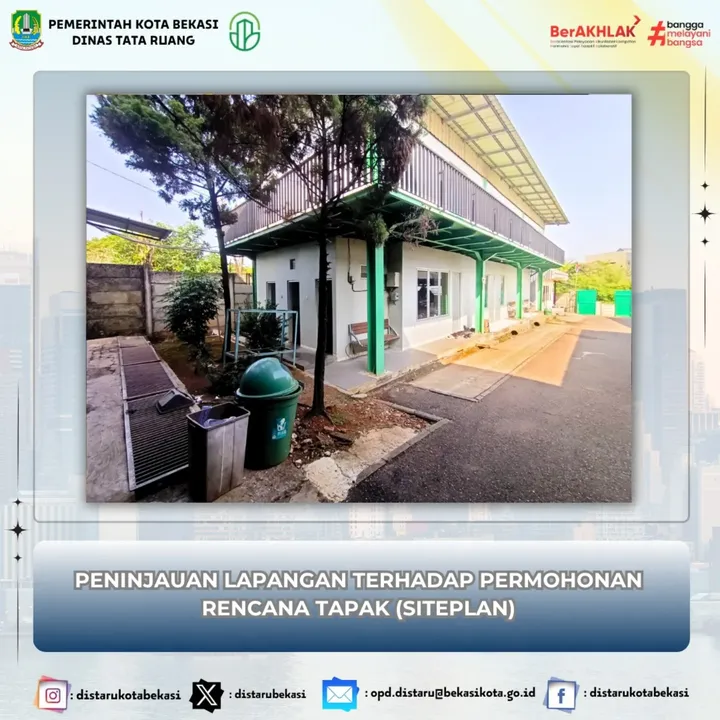 PEMERINTAH KOTA BEKASI
DINAS TATA RUANG
BerAKHLAK
#bangga
melayani
bangsa
PENINJAUAN LAPANGAN TERHADAP PERMOHONAN
RENCANA TAPAK (SITEPLAN)
: distarukotabekasi
: distarubekasi
: opd.distaru@bekasikota.go.id
: distarukotabekasi